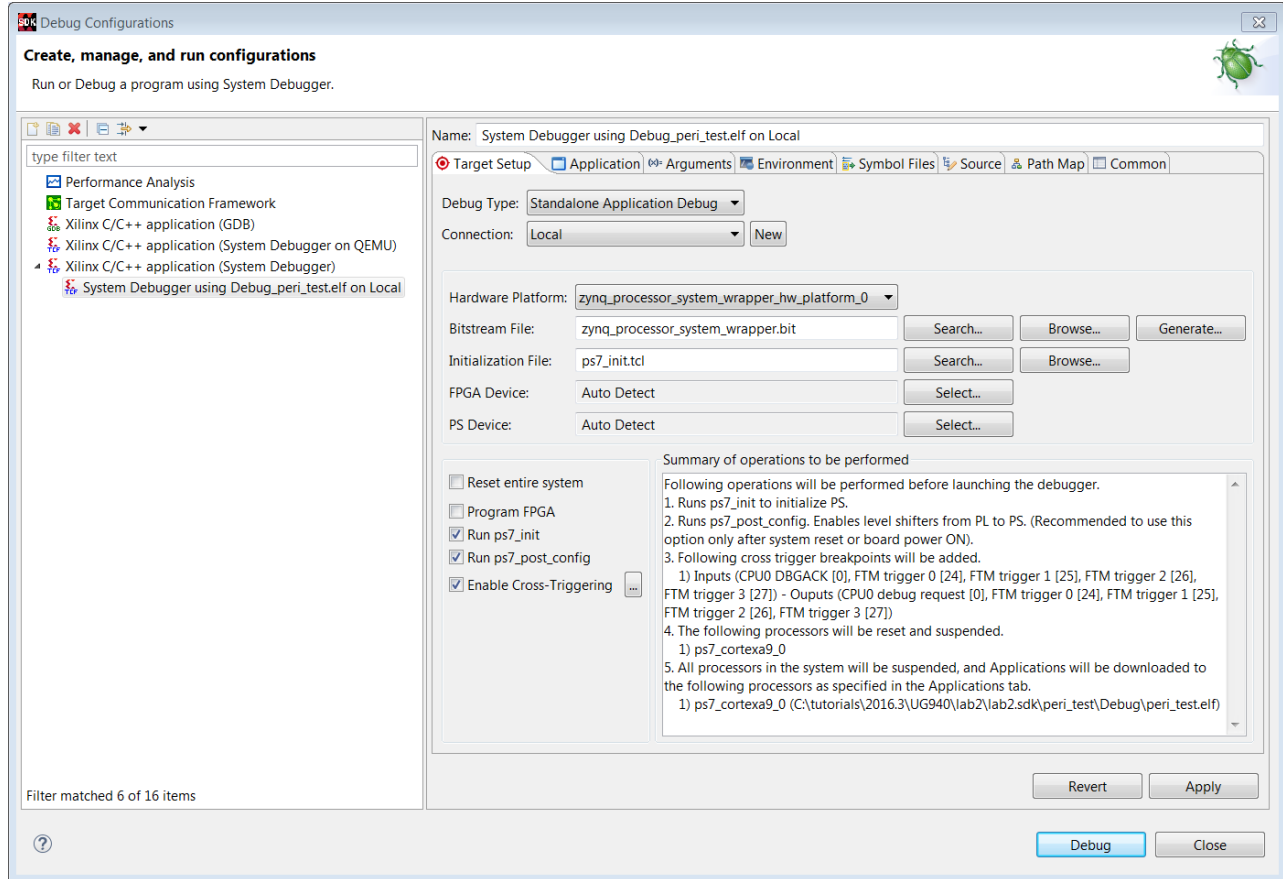 SDK Debug Configurations
Create, manage, and run configurations
Run or Debug a program using System Debugger.
type filter text
Performance Analysis
Target Communication Framework
GDB Xilinx C/C++ application (GDB)
TCF Xilinx C/C++ application (System Debugger on QEMU)
TCF Xilinx C/C++ application (System Debugger)
TCF System Debugger using Debug_peri_test.elf on Local
Filter matched 6 of 16 items
Name: System Debugger using Debug_peri_test.elf on Local
Target Setup Application (x)= Arguments Environment Symbol Files Source Path Map Common
Debug Type: Standalone Application Debug
Connection: Local New
Hardware Platform: zynq_processor_system_wrapper_hw_platform_0
Bitstream File: zynq_processor_system_wrapper.bit Search... Browse... Generate...
Initialization File: ps7_init.tcl Search... Browse...
FPGA Device: Auto Detect Select...
PS Device: Auto Detect Select...
Reset entire system
Program FPGA
Run ps7_init
Run ps7_post_config
Enable Cross-Triggering ...
Summary of operations to be performed
Following operations will be performed before launching the debugger.
1. Runs ps7_init to initialize PS.
2. Runs ps7_post_config. Enables level shifters from PL to PS. (Recommended to use this
option only after system reset or board power ON).
3. Following cross trigger breakpoints will be added.
1) Inputs (CPU0 DBGACK [0], FTM trigger 0 [24], FTM trigger 1 [25], FTM trigger 2 [26],
FTM trigger 3 [27]) - Ouputs (CPU0 debug request [0], FTM trigger 0 [24], FTM trigger 1 [25],
FTM trigger 2 [26], FTM trigger 3 [27])
4. The following processors will be reset and suspended.
1) ps7_cortexa9_0
5. All processors in the system will be suspended, and Applications will be downloaded to
the following processors as specified in the Applications tab.
1) ps7_cortexa9_0 (C:\tutorials\2016.3\UG940\lab2\lab2.sdk\peri_test\Debug\peri_test.elf)
Revert Apply
? Debug Close